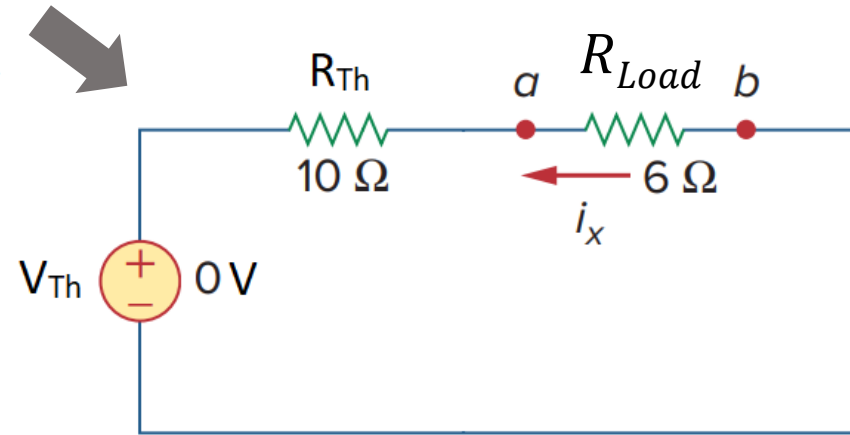 R_Th
a
R_Load
b
10 Ω
6 Ω
i_x
V_Th
+
−
0 V